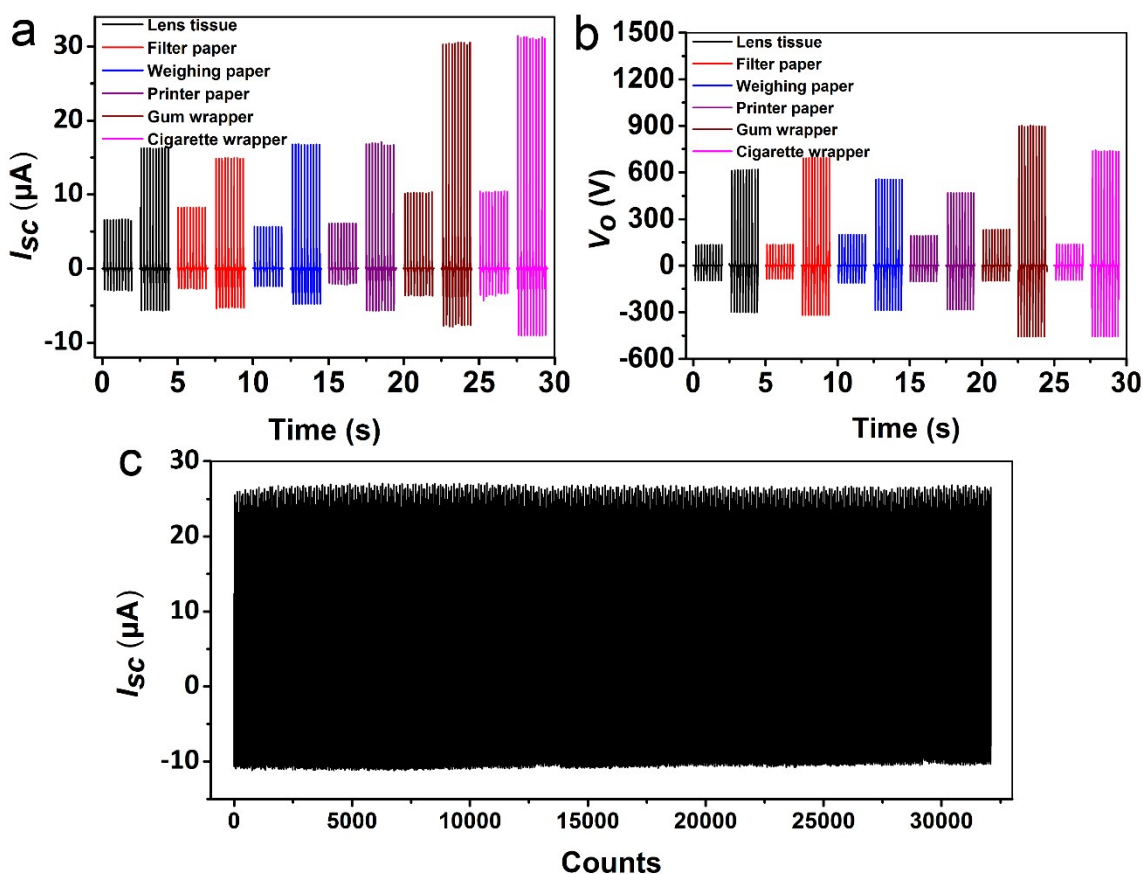 a
Lens tissue
Filter paper
Weighing paper
Printer paper
Gum wrapper
Cigarette wrapper
30
20
10
0
-10
Isc (μA)
0 5 10 15 20 25 30
Time (s)
b
Lens tissue
Filter paper
Weighing paper
Printer paper
Gum wrapper
Cigarette wrapper
1500
1200
900
600
300
0
-300
-600
Vo (V)
0 5 10 15 20 25 30
Time (s)
c
30
20
10
0
-10
Isc (μA)
0 5000 10000 15000 20000 25000 30000
Counts